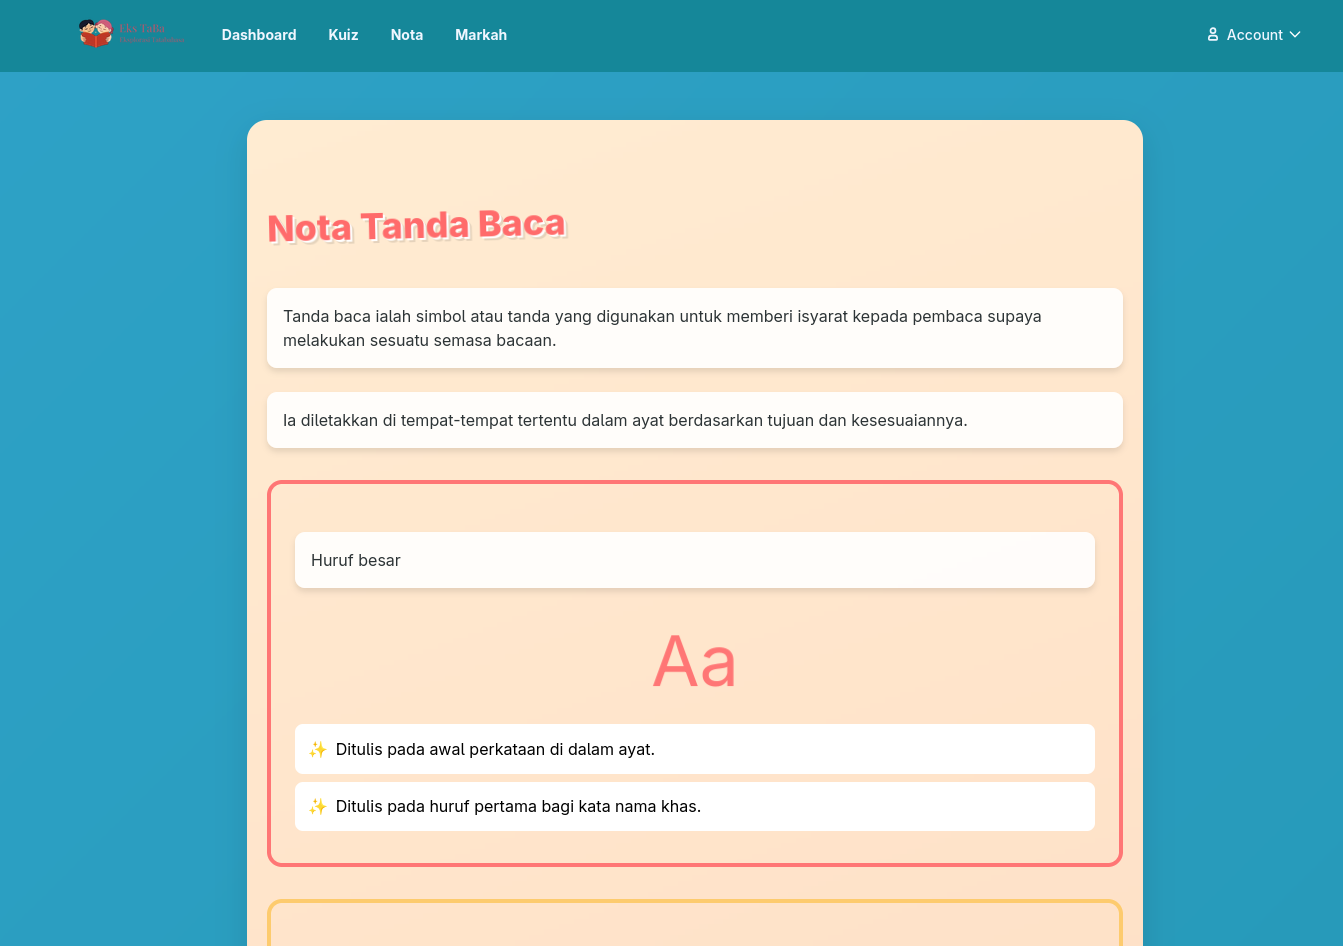 Dashboard
Kuiz
Nota
Markah
Account
Nota Tanda Baca
Tanda baca ialah simbol atau tanda yang digunakan untuk memberi isyarat kepada pembaca supaya
melakukan sesuatu semasa bacaan.
Ia diletakkan di tempat-tempat tertentu dalam ayat berdasarkan tujuan dan kesesuaiannya.
Huruf besar
Aa
✨ Ditulis pada awal perkataan di dalam ayat.
✨ Ditulis pada huruf pertama bagi kata nama khas.